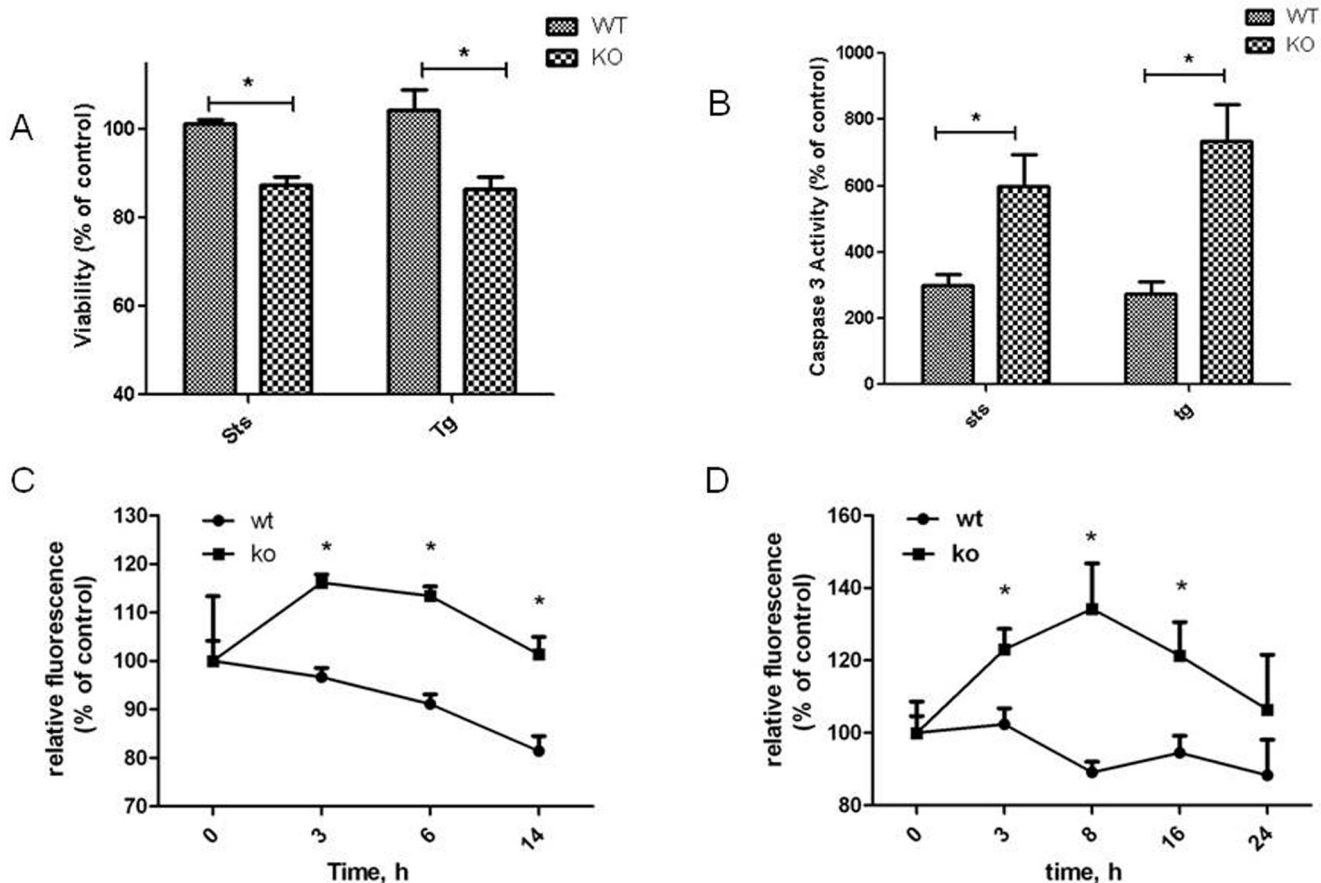 A
WT
KO
*
*
Viability (% of control)
100
80
60
40
Sts
Tg
B
WT
KO
*
*
Caspase 3 Activity (% of control)
1000
800
600
400
200
0
sts
tg
C
wt
ko
*
*
*
relative fluorescence
(% of control)
130
120
110
100
90
80
70
0
3
6
14
Time, h
D
wt
ko
*
*
*
relative fluorescence
(% of control)
160
140
120
100
80
0
3
8
16
24
time, h